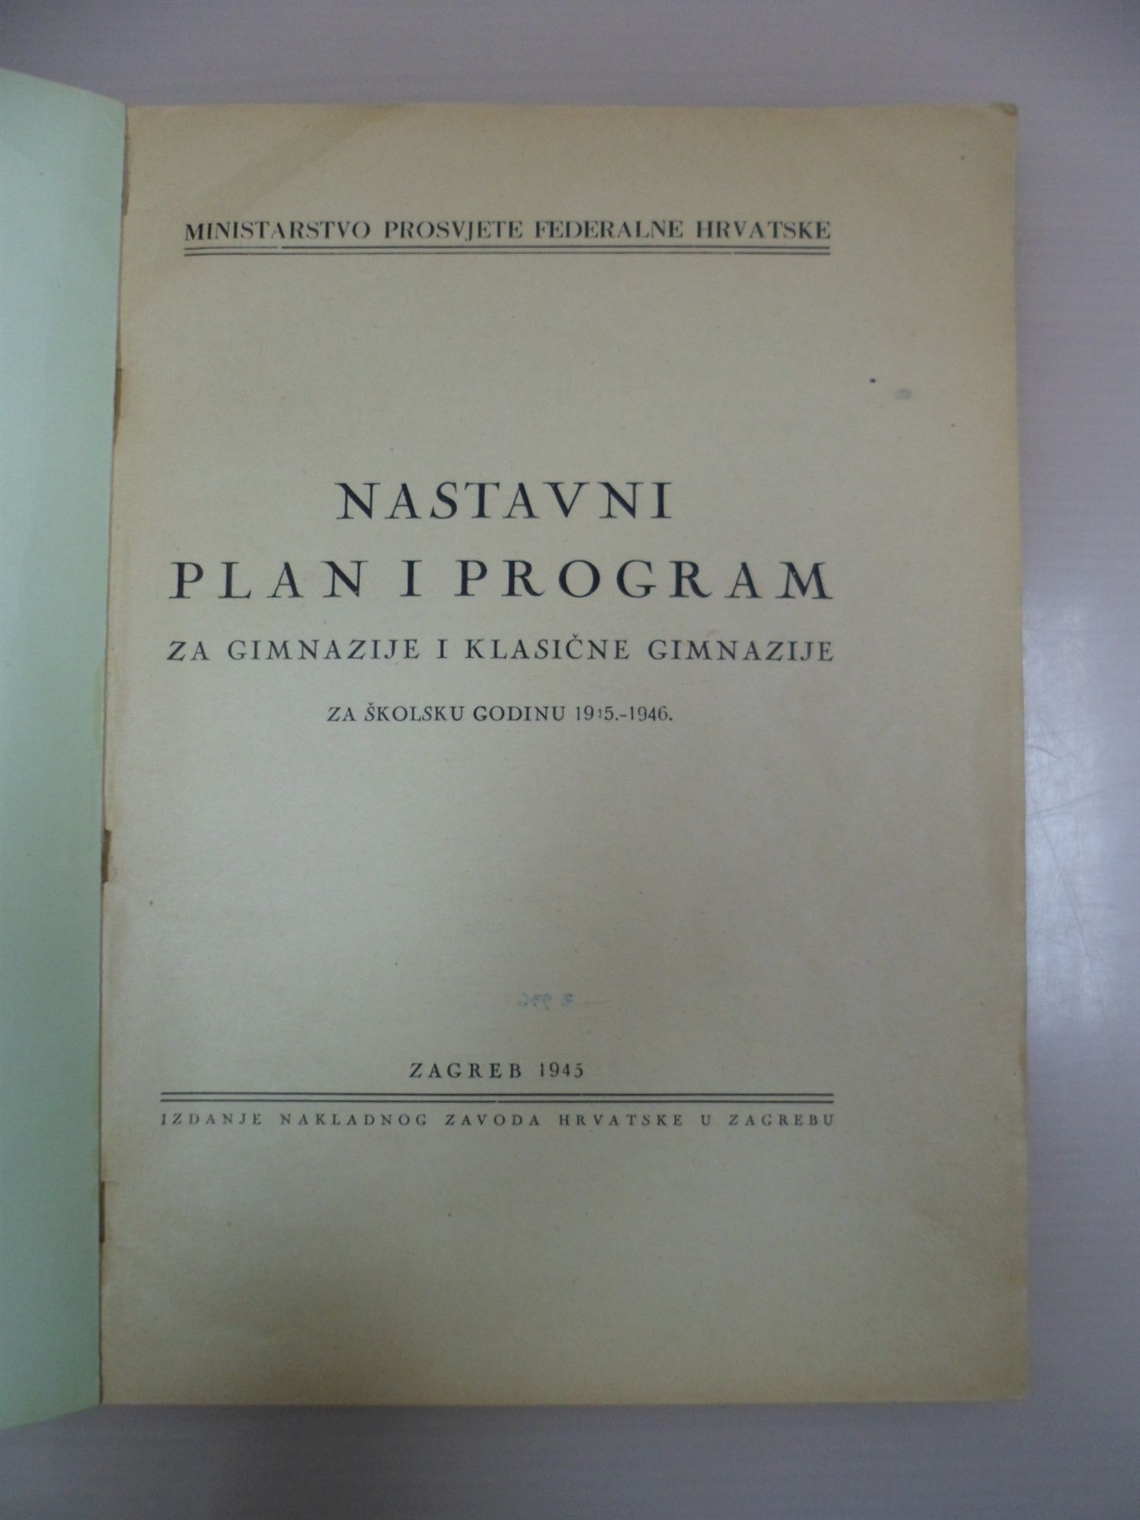 MINISTARSTVO PROSVJETE FEDERALNE HRVATSKE
NASTAVNI
PLAN I PROGRAM
ZA GIMNAZIJE I KLASIČNE GIMNAZIJE
ZA ŠKOLSKU GODINU 1945.-1946.
ZAGREB 1945
IZDANJE NAKLADNOG ZAVODA HRVATSKE U ZAGREBU